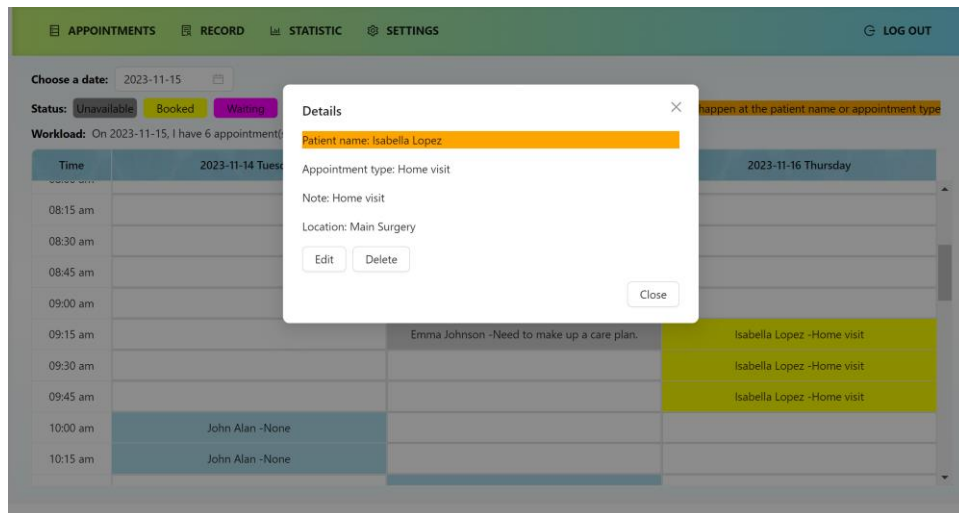 APPOINTMENTS RECORD STATISTIC SETTINGS LOG OUT
Choose a date: 2023-11-15
Status: Unavailable Booked Waiting happen at the patient name or appointment type
Workload: On 2023-11-15, I have 6 appointment(
Details
Patient name: Isabella Lopez
Appointment type: Home visit
Note: Home visit
Location: Main Surgery
Edit Delete
Close
Time 2023-11-14 Tues 2023-11-16 Thursday
08:15 am
08:30 am
08:45 am
09:00 am
09:15 am Emma Johnson -Need to make up a care plan. Isabella Lopez -Home visit
09:30 am Isabella Lopez -Home visit
09:45 am Isabella Lopez -Home visit
10:00 am John Alan -None
10:15 am John Alan -None